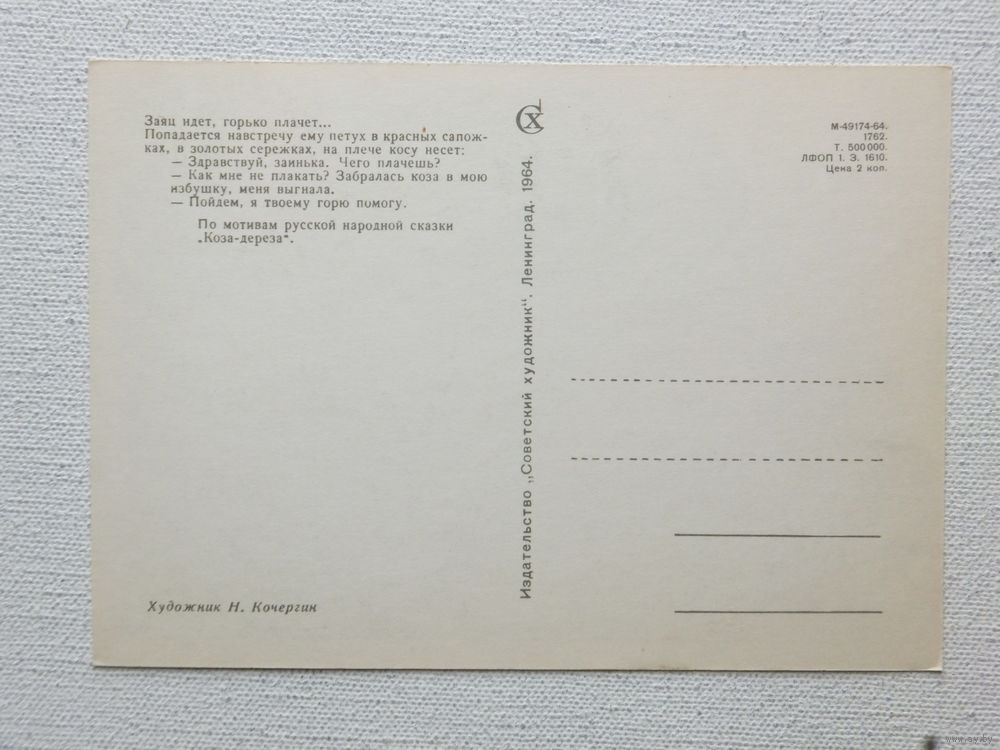 Заяц идет, горько плачет...
Попадается навстречу ему петух в красных сапож-
ках, в золотых сережках, на плече косу несет:
— Здравствуй, заинька. Чего плачешь?
— Как мне не плакать? Забралась коза в мою
избушку, меня выгнала.
— Пойдем, я твоему горю помогу.
По мотивам русской народной сказки
„Коза-дереза“.
Художник Н. Кочергин
СХ
Издательство „Советский художник“. Ленинград. 1964.
М-49174-64.
1762.
Т. 500000.
ЛФОП 1. З. 1610.
Цена 2 коп.
www.ay.by